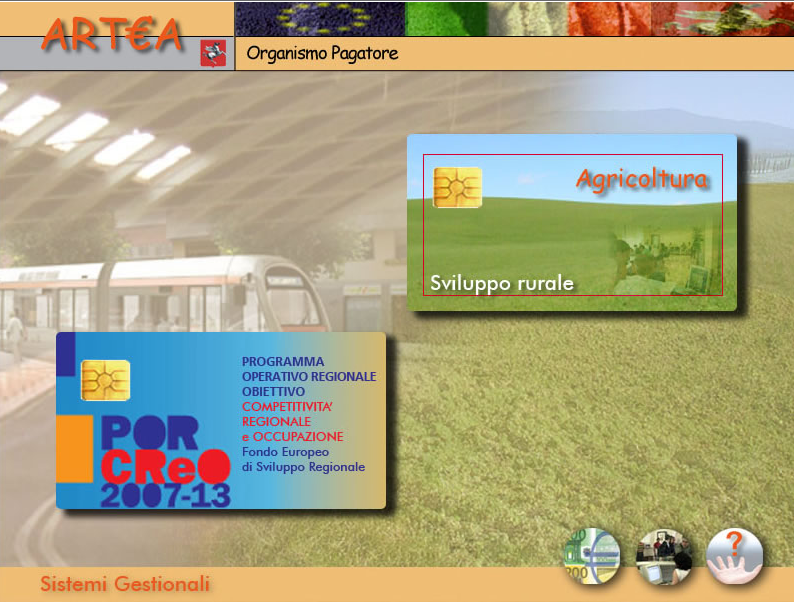 ART€A
Organismo Pagatore
Agricoltura
Sviluppo rurale
PROGRAMMA
OPERATIVO REGIONALE
OBIETTIVO
COMPETITIVITA'
REGIONALE
e OCCUPAZIONE
Fondo Europeo
di Sviluppo Regionale
POR
CReO
2007-13
?
Sistemi Gestionali